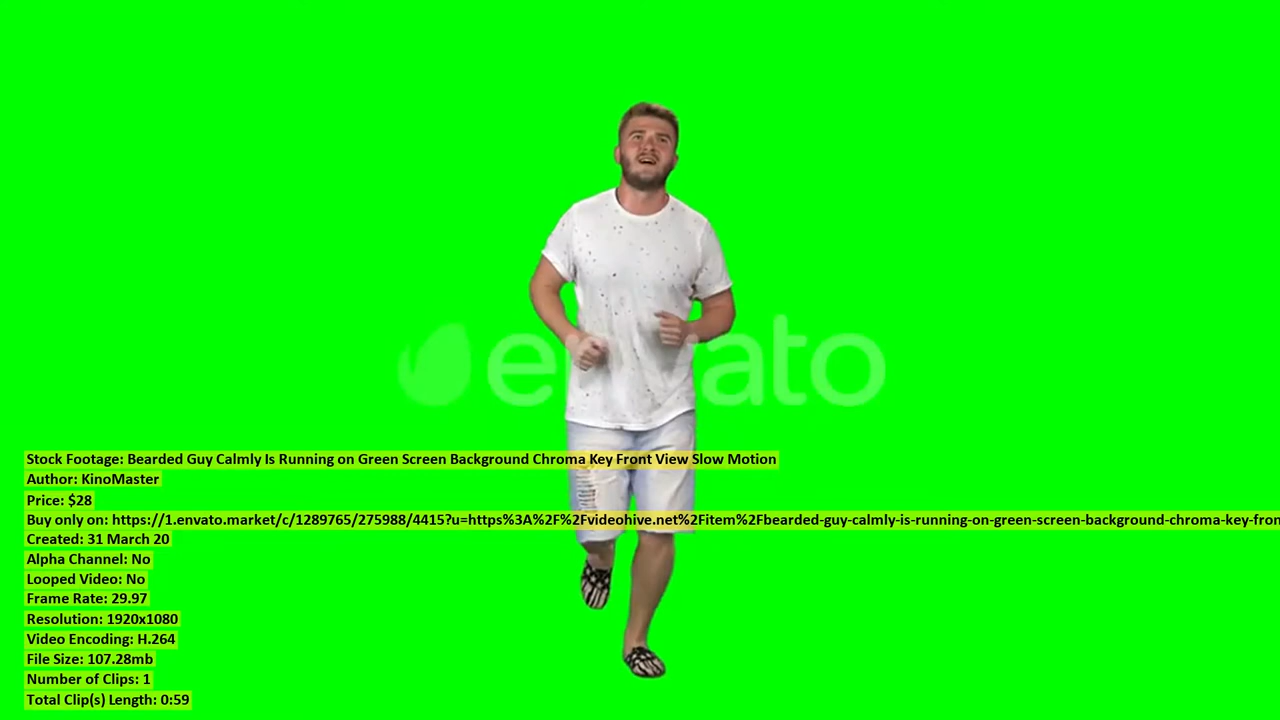 envato
Stock Footage: Bearded Guy Calmly Is Running on Green Screen Background Chroma Key Front View Slow Motion
Author: KinoMaster
Price: $28
Buy only on: https://1.envato.market/c/1289765/275988/4415?u=https%3A%2F%2Fvideohive.net%2Fitem%2Fbearded-guy-calmly-is-running-on-green-screen-background-chroma-key-fron
Created: 31 March 20
Alpha Channel: No
Looped Video: No
Frame Rate: 29.97
Resolution: 1920x1080
Video Encoding: H.264
File Size: 107.28mb
Number of Clips: 1
Total Clip(s) Length: 0:59